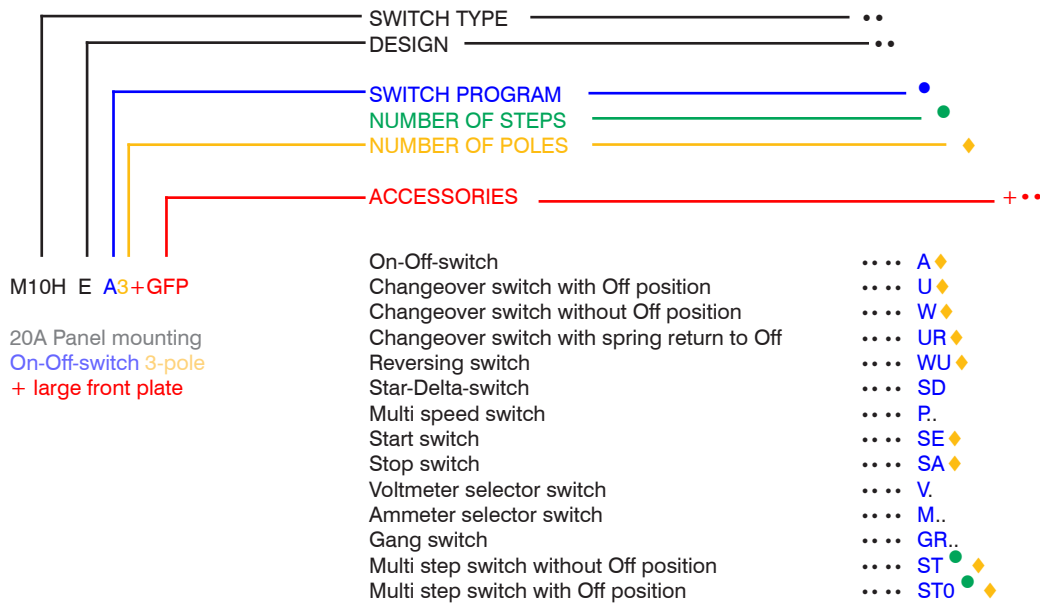 SWITCH TYPE ••
DESIGN ••
SWITCH PROGRAM ●
NUMBER OF STEPS ●
NUMBER OF POLES ♦
ACCESSORIES +••
M10H E A3+GFP
20A Panel mounting
On-Off-switch 3-pole
+ large front plate
On-Off-switch •• •• A♦
Changeover switch with Off position •• •• U♦
Changeover switch without Off position •• •• W♦
Changeover switch with spring return to Off •• •• UR♦
Reversing switch •• •• WU♦
Star-Delta-switch •• •• SD
Multi speed switch •• •• P..
Start switch •• •• SE♦
Stop switch •• •• SA♦
Voltmeter selector switch •• •• V.
Ammeter selector switch •• •• M..
Gang switch •• •• GR..
Multi step switch without Off position •• •• ST●♦
Multi step switch with Off position •• •• ST0●♦